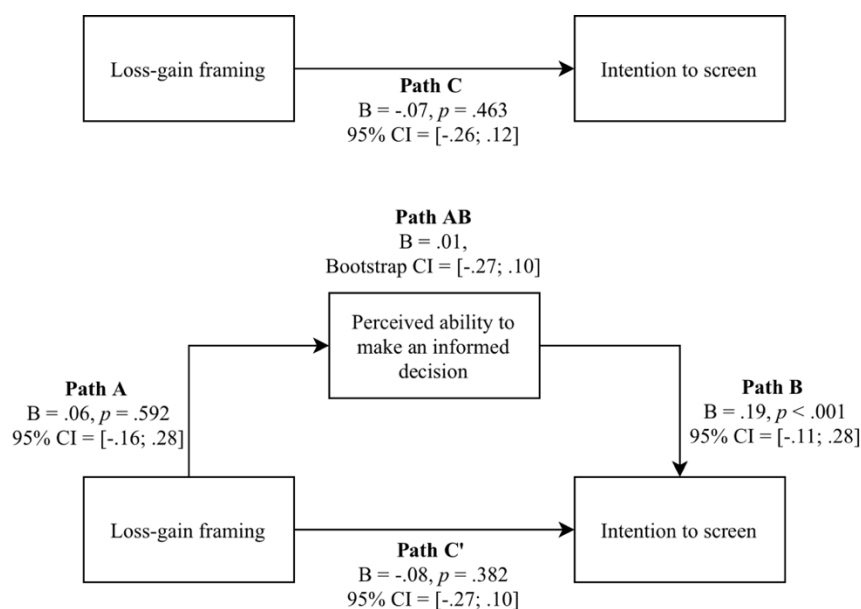 Loss-gain framing
Intention to screen
Path C
B = -.07, p = .463
95% CI = [-.26; .12]
Path AB
B = .01,
Bootstrap CI = [-.27; .10]
Perceived ability to
make an informed
decision
Path A
B = .06, p = .592
95% CI = [-.16; .28]
Path B
B = .19, p < .001
95% CI = [-.11; .28]
Loss-gain framing
Intention to screen
Path C'
B = -.08, p = .382
95% CI = [-.27; .10]